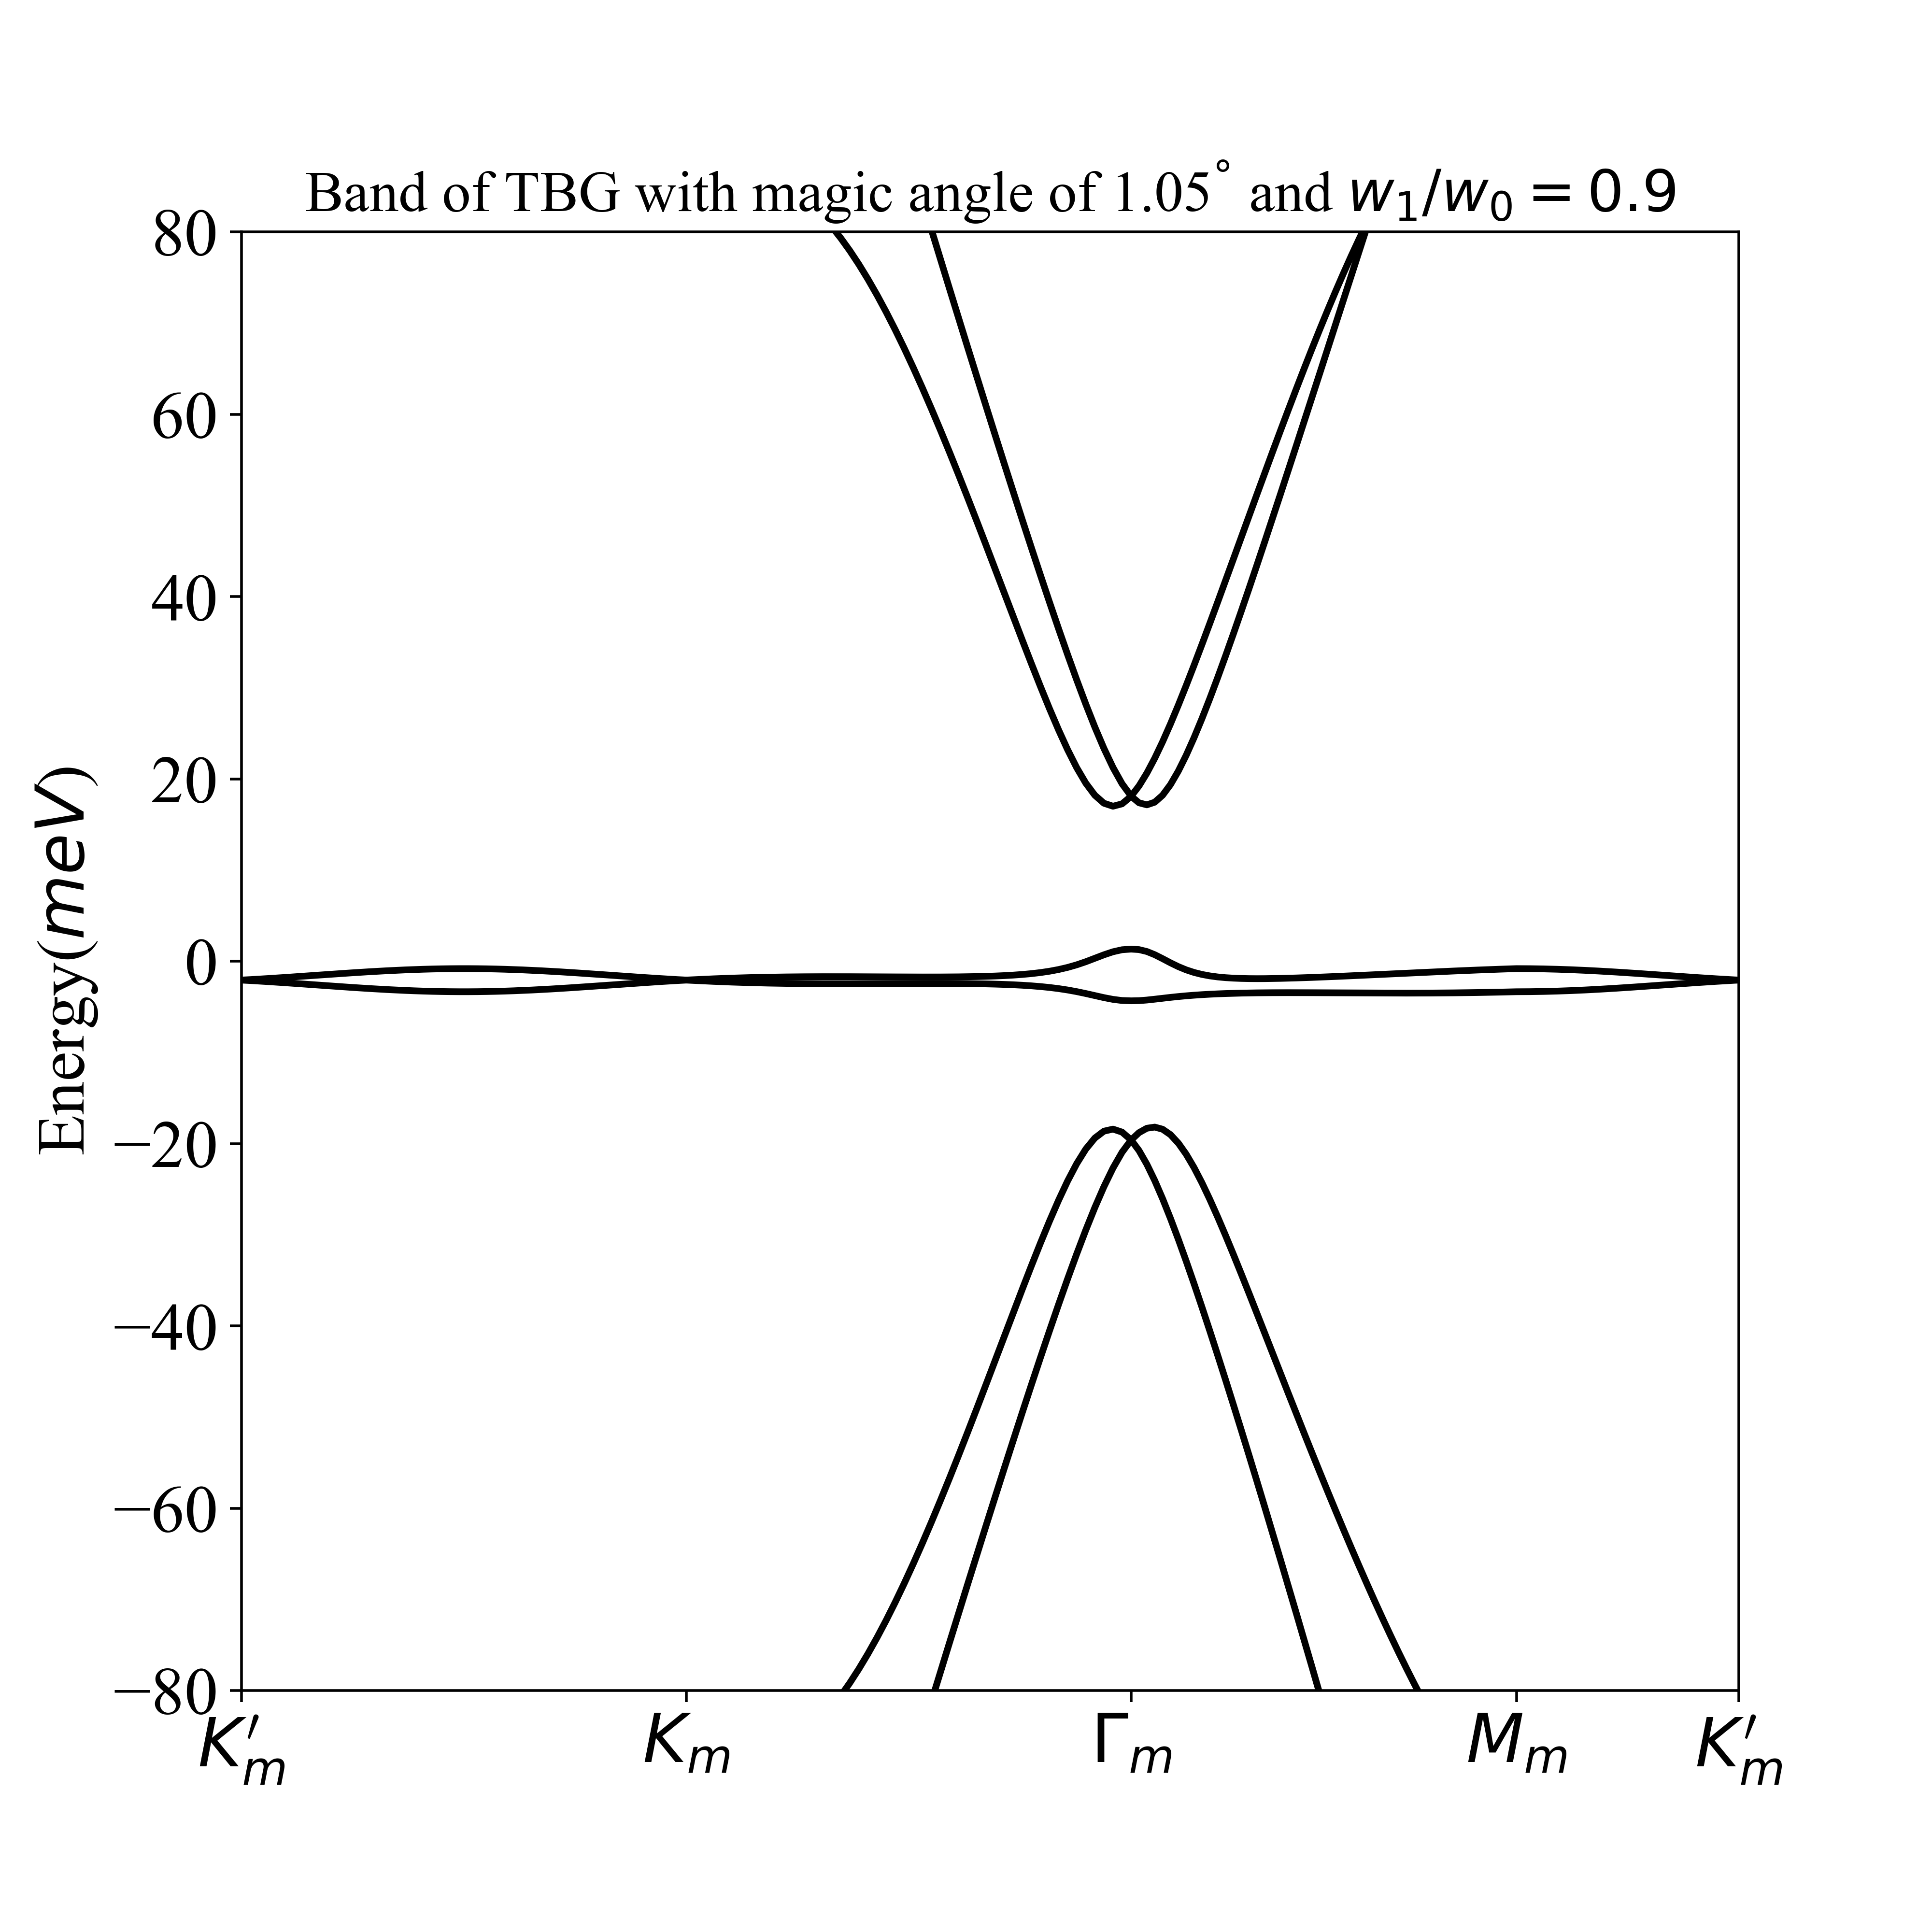 Band of TBG with magic angle of 1.05° and w₁/w₀ = 0.9
80
60
40
20
0
−20
−40
−60
−80
Energy(meV)
K′ₘ
Kₘ
Γₘ
Mₘ
K′ₘ